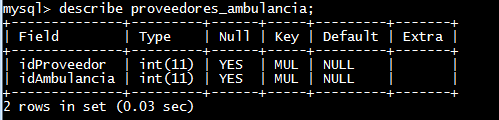 mysql> describe proveedores_ambulancia;
+--------------+---------+------+-----+---------+-------+
| Field        | Type    | Null | Key | Default | Extra |
+--------------+---------+------+-----+---------+-------+
| idProveedor  | int(11) | YES  | MUL | NULL    |       |
| idAmbulancia | int(11) | YES  | MUL | NULL    |       |
+--------------+---------+------+-----+---------+-------+
2 rows in set (0.03 sec)